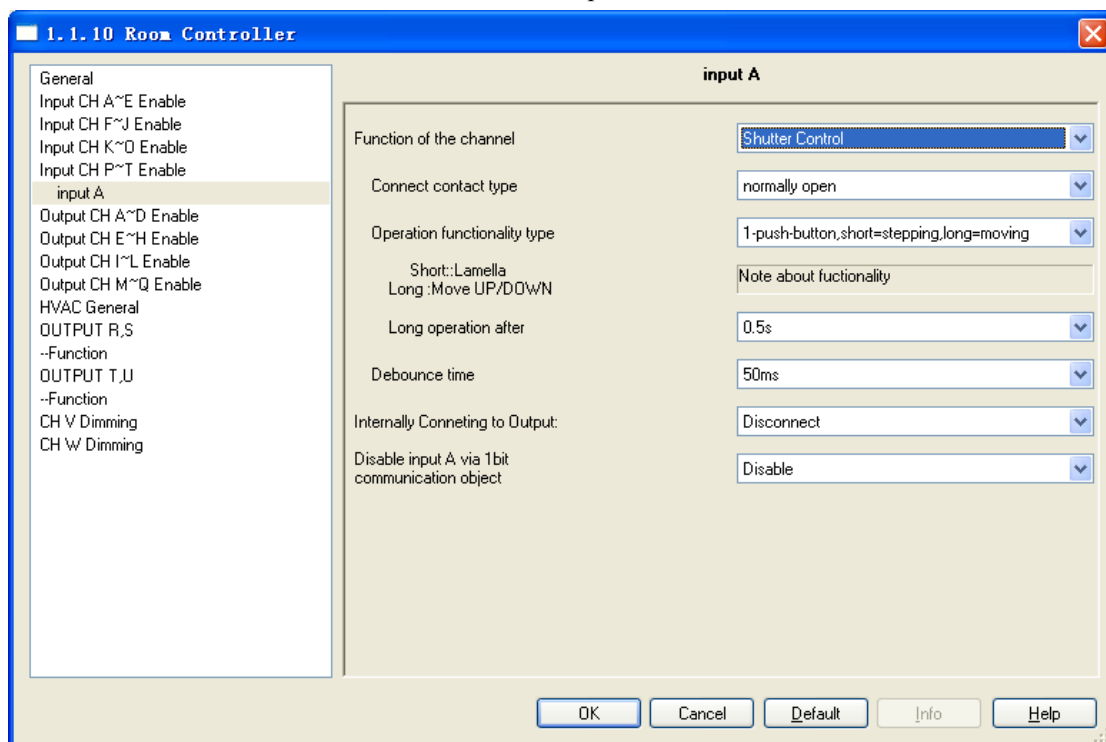 1.1.10 Room Controller
General
Input CH A~E Enable
Input CH F~J Enable
Input CH K~O Enable
Input CH P~T Enable
input A
Output CH A~D Enable
Output CH E~H Enable
Output CH I~L Enable
Output CH M~Q Enable
HVAC General
OUTPUT R,S
--Function
OUTPUT T,U
--Function
CH V Dimming
CH W Dimming
input A
Function of the channel
Shutter Control
Connect contact type
normally open
Operation functionality type
1-push-button,short=stepping,long=moving
Short::Lamella
Long :Move UP/DOWN
Note about fuctionality
Long operation after
0.5s
Debounce time
50ms
Internally Conneting to Output:
Disconnect
Disable input A via 1bit
communication object
Disable
OK
Cancel
Default
Info
Help